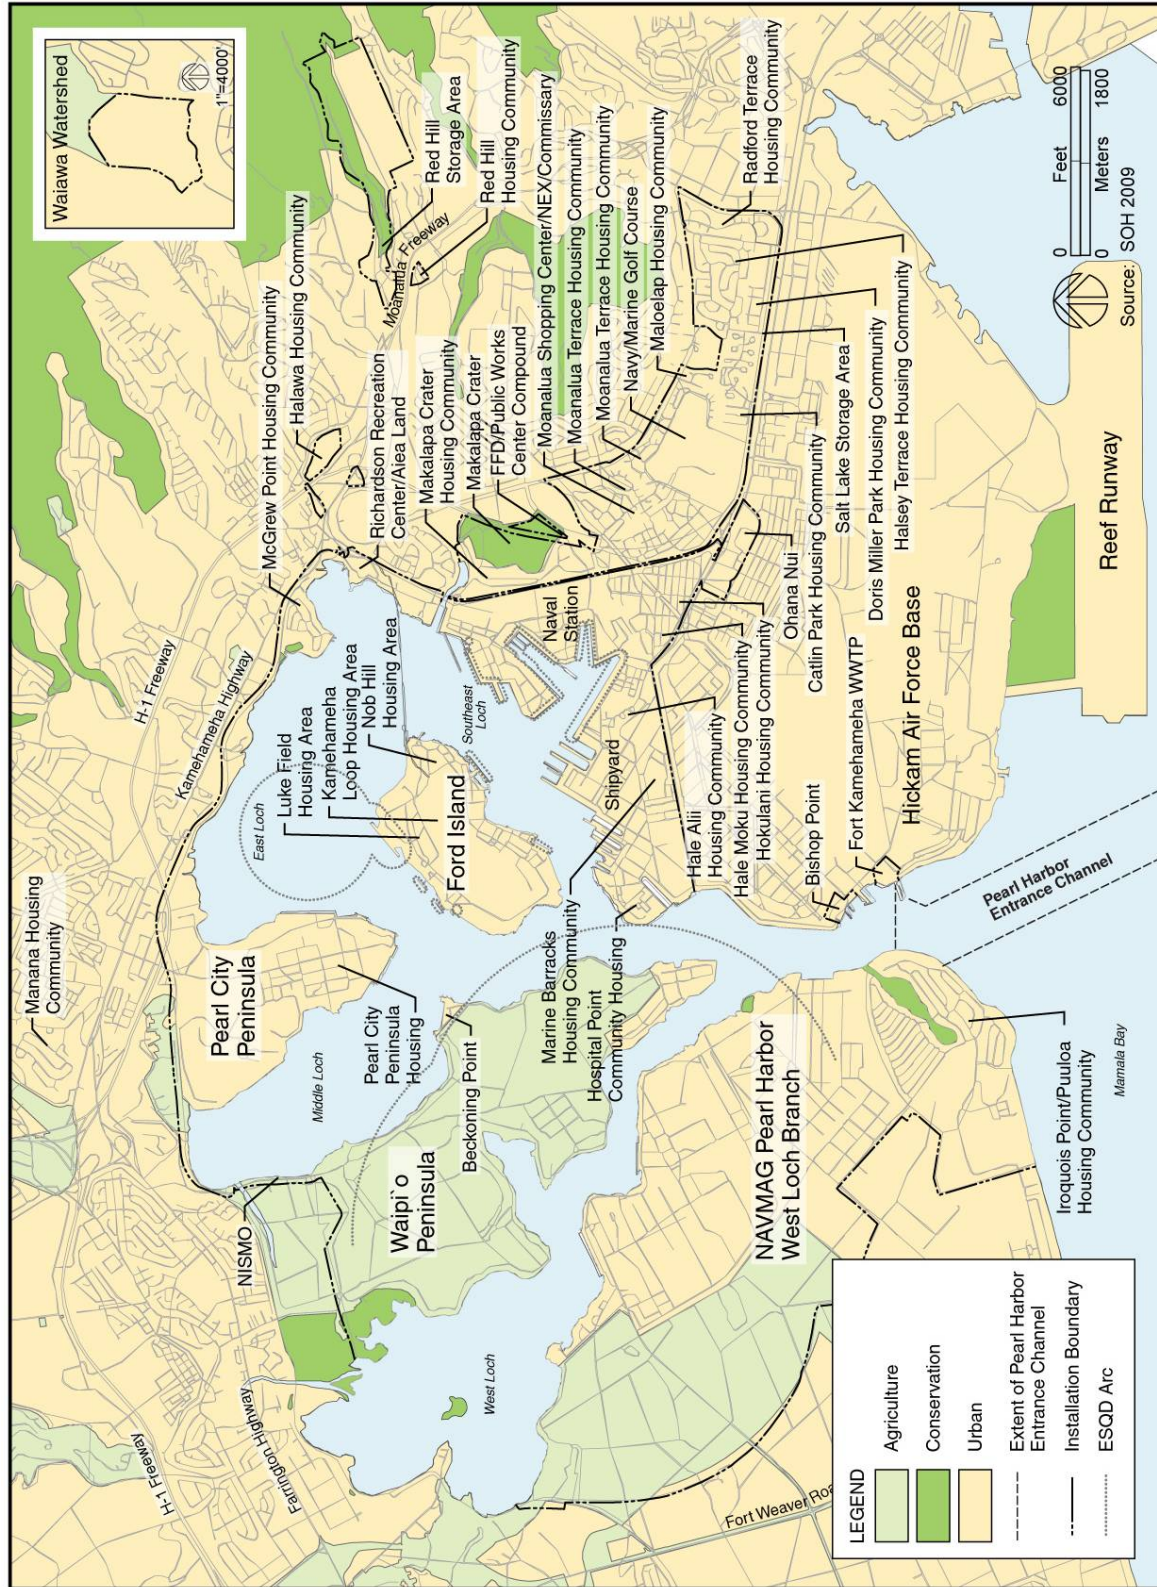 Waiawa Watershed
1"=4000'
Manana Housing
Community
H-1 Freeway
Kamehameha Highway
McGrew Point Housing Community
Halawa Housing Community
Red Hill
Storage Area
Moanalua Freeway
Red Hill
Housing Community
Richardson Recreation
Center/Aiea Land
Makalapa Crater
Housing Community
Makalapa Crater
FFD/Public Works
Center Compound
Moanalua Shopping Center/NEX/Commissary
Moanalua Terrace Housing Community
Moanalua Terrace Housing Community
Navy/Marine Golf Course
Maloelap Housing Community
Radford Terrace
Housing Community
H-1 Freeway
Farrington Highway
NISMO
Pearl City
Peninsula
Middle Loch
Pearl City
Peninsula
Housing
East Loch
Luke Field
Housing Area
Kamehameha
Loop Housing Area
Nob Hill
Housing Area
Ford Island
Southeast
Loch
Naval
Station
Shipyard
Waipi`o
Peninsula
Beckoning Point
West Loch
Marine Barracks
Housing Community
Hospital Point
Community Housing
Hale Alii
Housing Community
Hale Moku Housing Community
Hokulani Housing Community
Ohana Nui
Catlin Park Housing Community
Salt Lake Storage Area
Doris Miller Park Housing Community
Halsey Terrace Housing Community
NAVMAG Pearl Harbor
West Loch Branch
Bishop Point
Fort Kamehameha WWTP
Hickam Air Force Base
Pearl Harbor
Entrance Channel
Reef Runway
Iroquois Point/Puuloa
Housing Community
Mamala Bay
Fort Weaver Roa
LEGEND
Agriculture
Conservation
Urban
Extent of Pearl Harbor
Entrance Channel
Installation Boundary
ESQD Arc
0 Feet 6000
0 Meters 1800
Source: SOH 2009